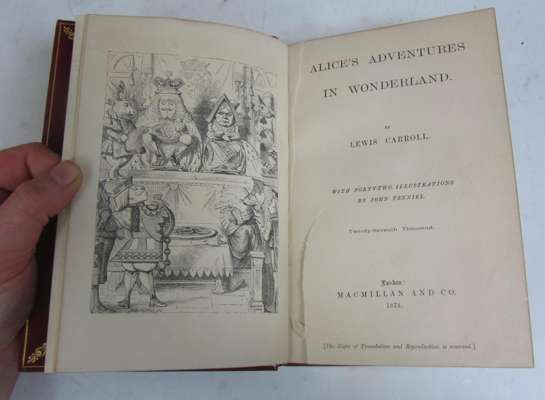 ALICE'S ADVENTURES
IN WONDERLAND.
BY
LEWIS CARROLL.
WITH FORTY-TWO ILLUSTRATIONS
BY JOHN TENNIEL.
Twenty-seventh Thousand.
London:
MACMILLAN AND CO.
1871.
[The Right of Translation and Reproduction is reserved.]